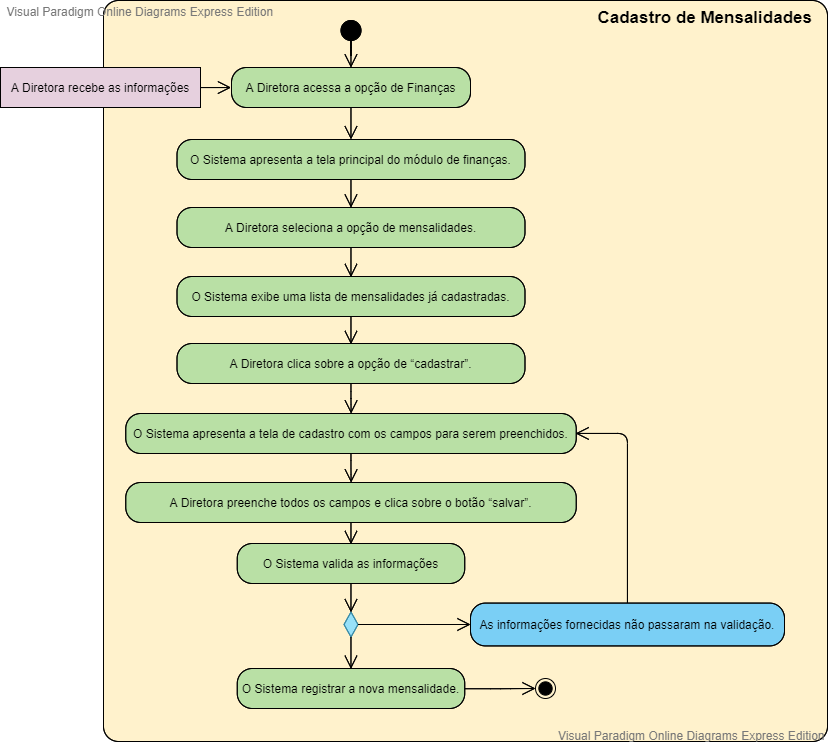 Visual Paradigm Online Diagrams Express Edition
Cadastro de Mensalidades
A Diretora recebe as informações
A Diretora acessa a opção de Finanças
O Sistema apresenta a tela principal do módulo de finanças.
A Diretora seleciona a opção de mensalidades.
O Sistema exibe uma lista de mensalidades já cadastradas.
A Diretora clica sobre a opção de “cadastrar”.
O Sistema apresenta a tela de cadastro com os campos para serem preenchidos.
A Diretora preenche todos os campos e clica sobre o botão “salvar”.
O Sistema valida as informações
As informações fornecidas não passaram na validação.
O Sistema registrar a nova mensalidade.
Visual Paradigm Online Diagrams Express Edition